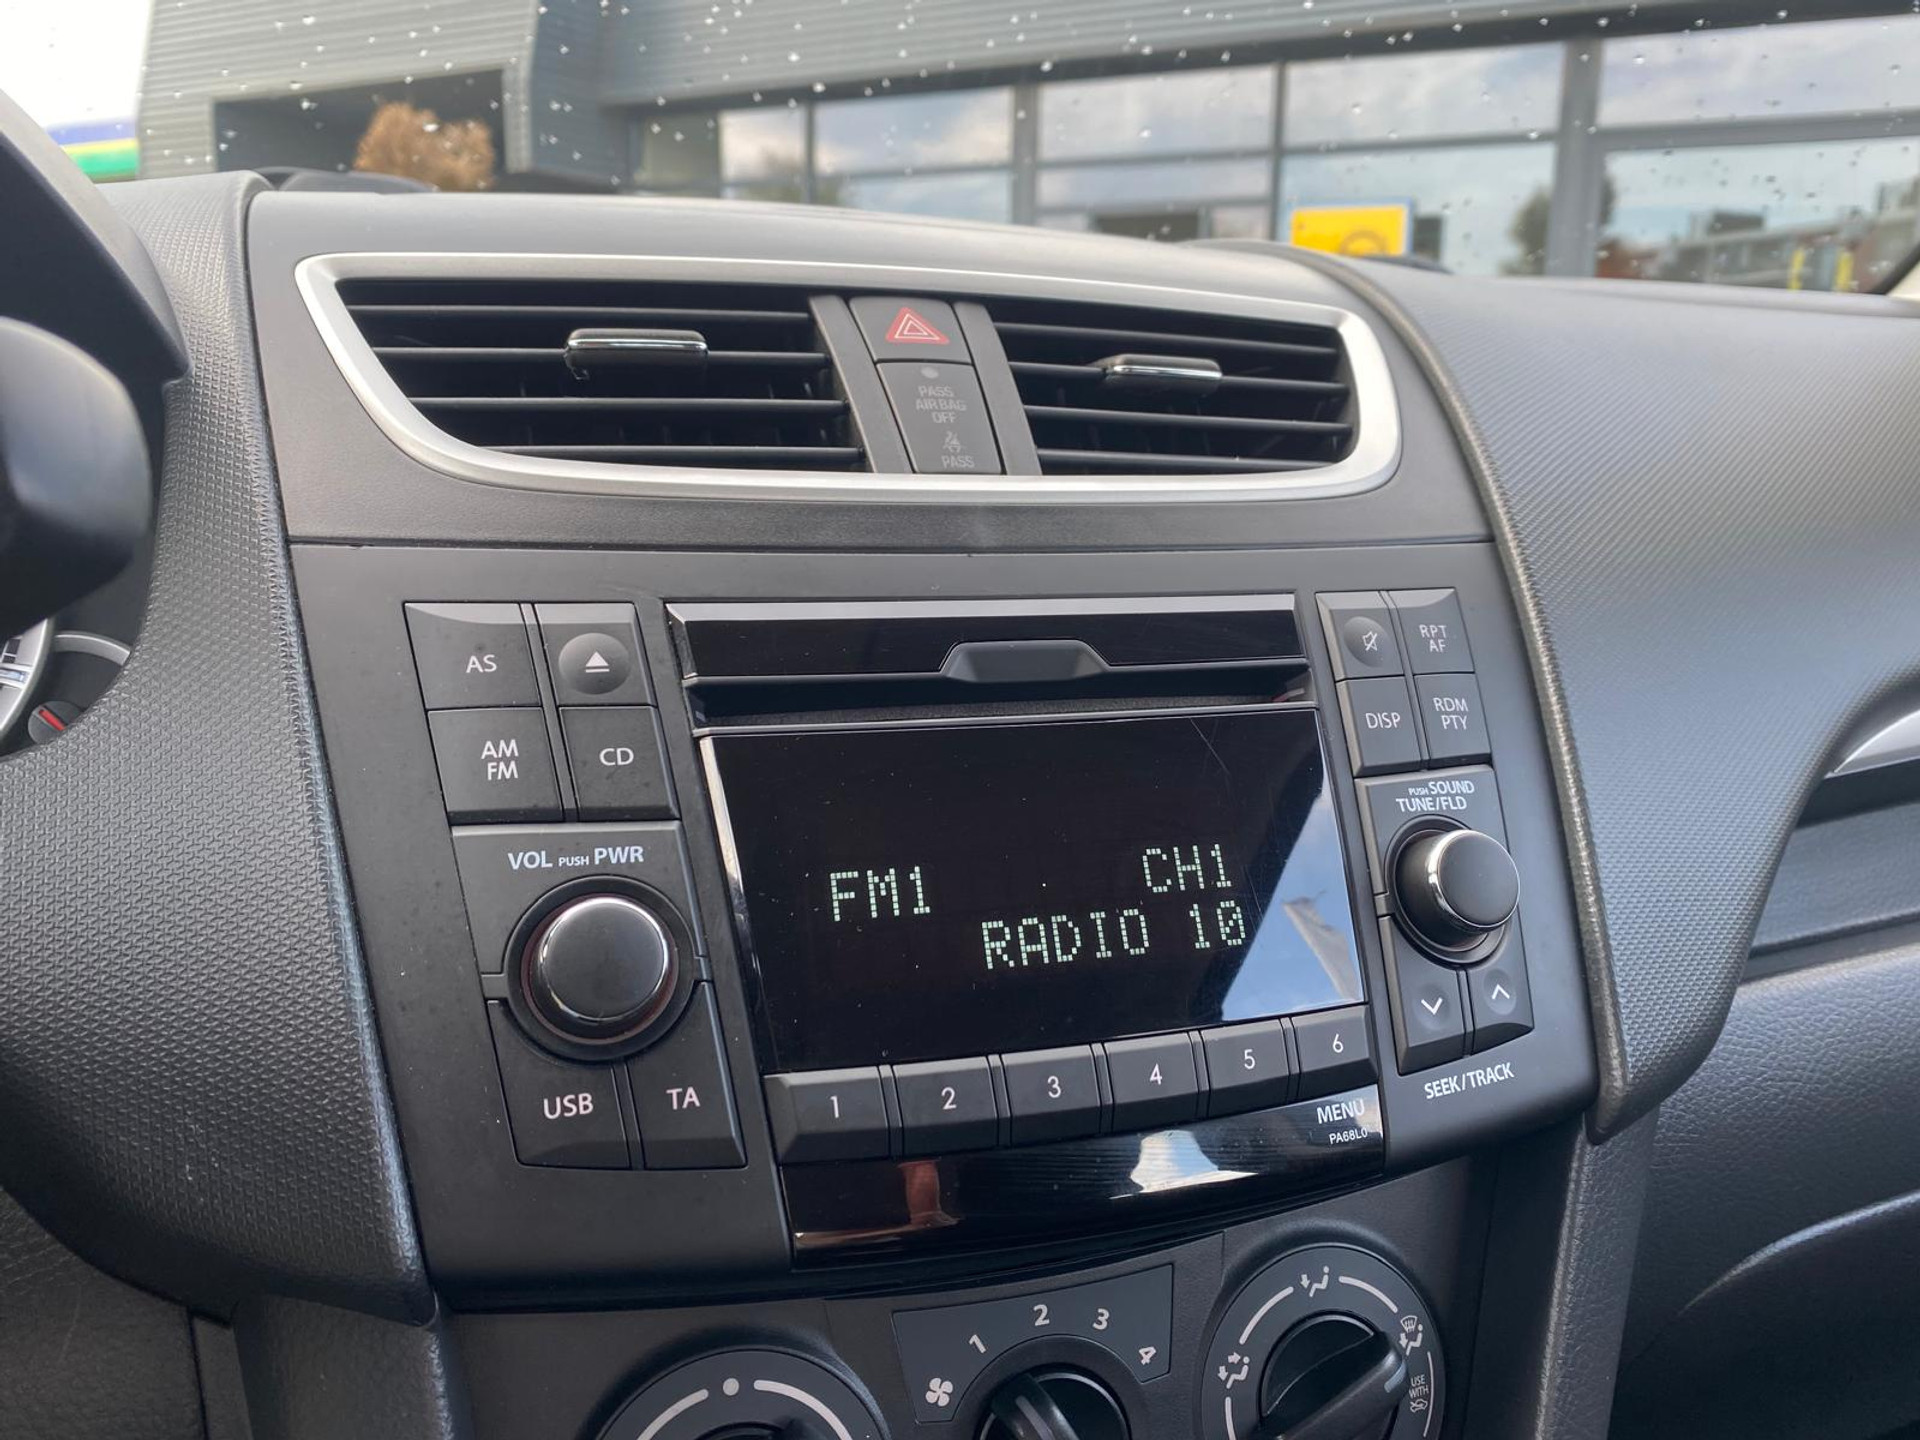 PASS
AIR BAG
OFF
PASS
AS
AM
FM
CD
RPT
AF
DISP
RDM
PTY
PUSH SOUND
TUNE/FLD
VOL PUSH PWR
FM1
CH1
RADIO 10
USB
TA
1
2
3
4
5
6
SEEK/TRACK
MENU
PA68L0
1
2
3
4
USE
WITH